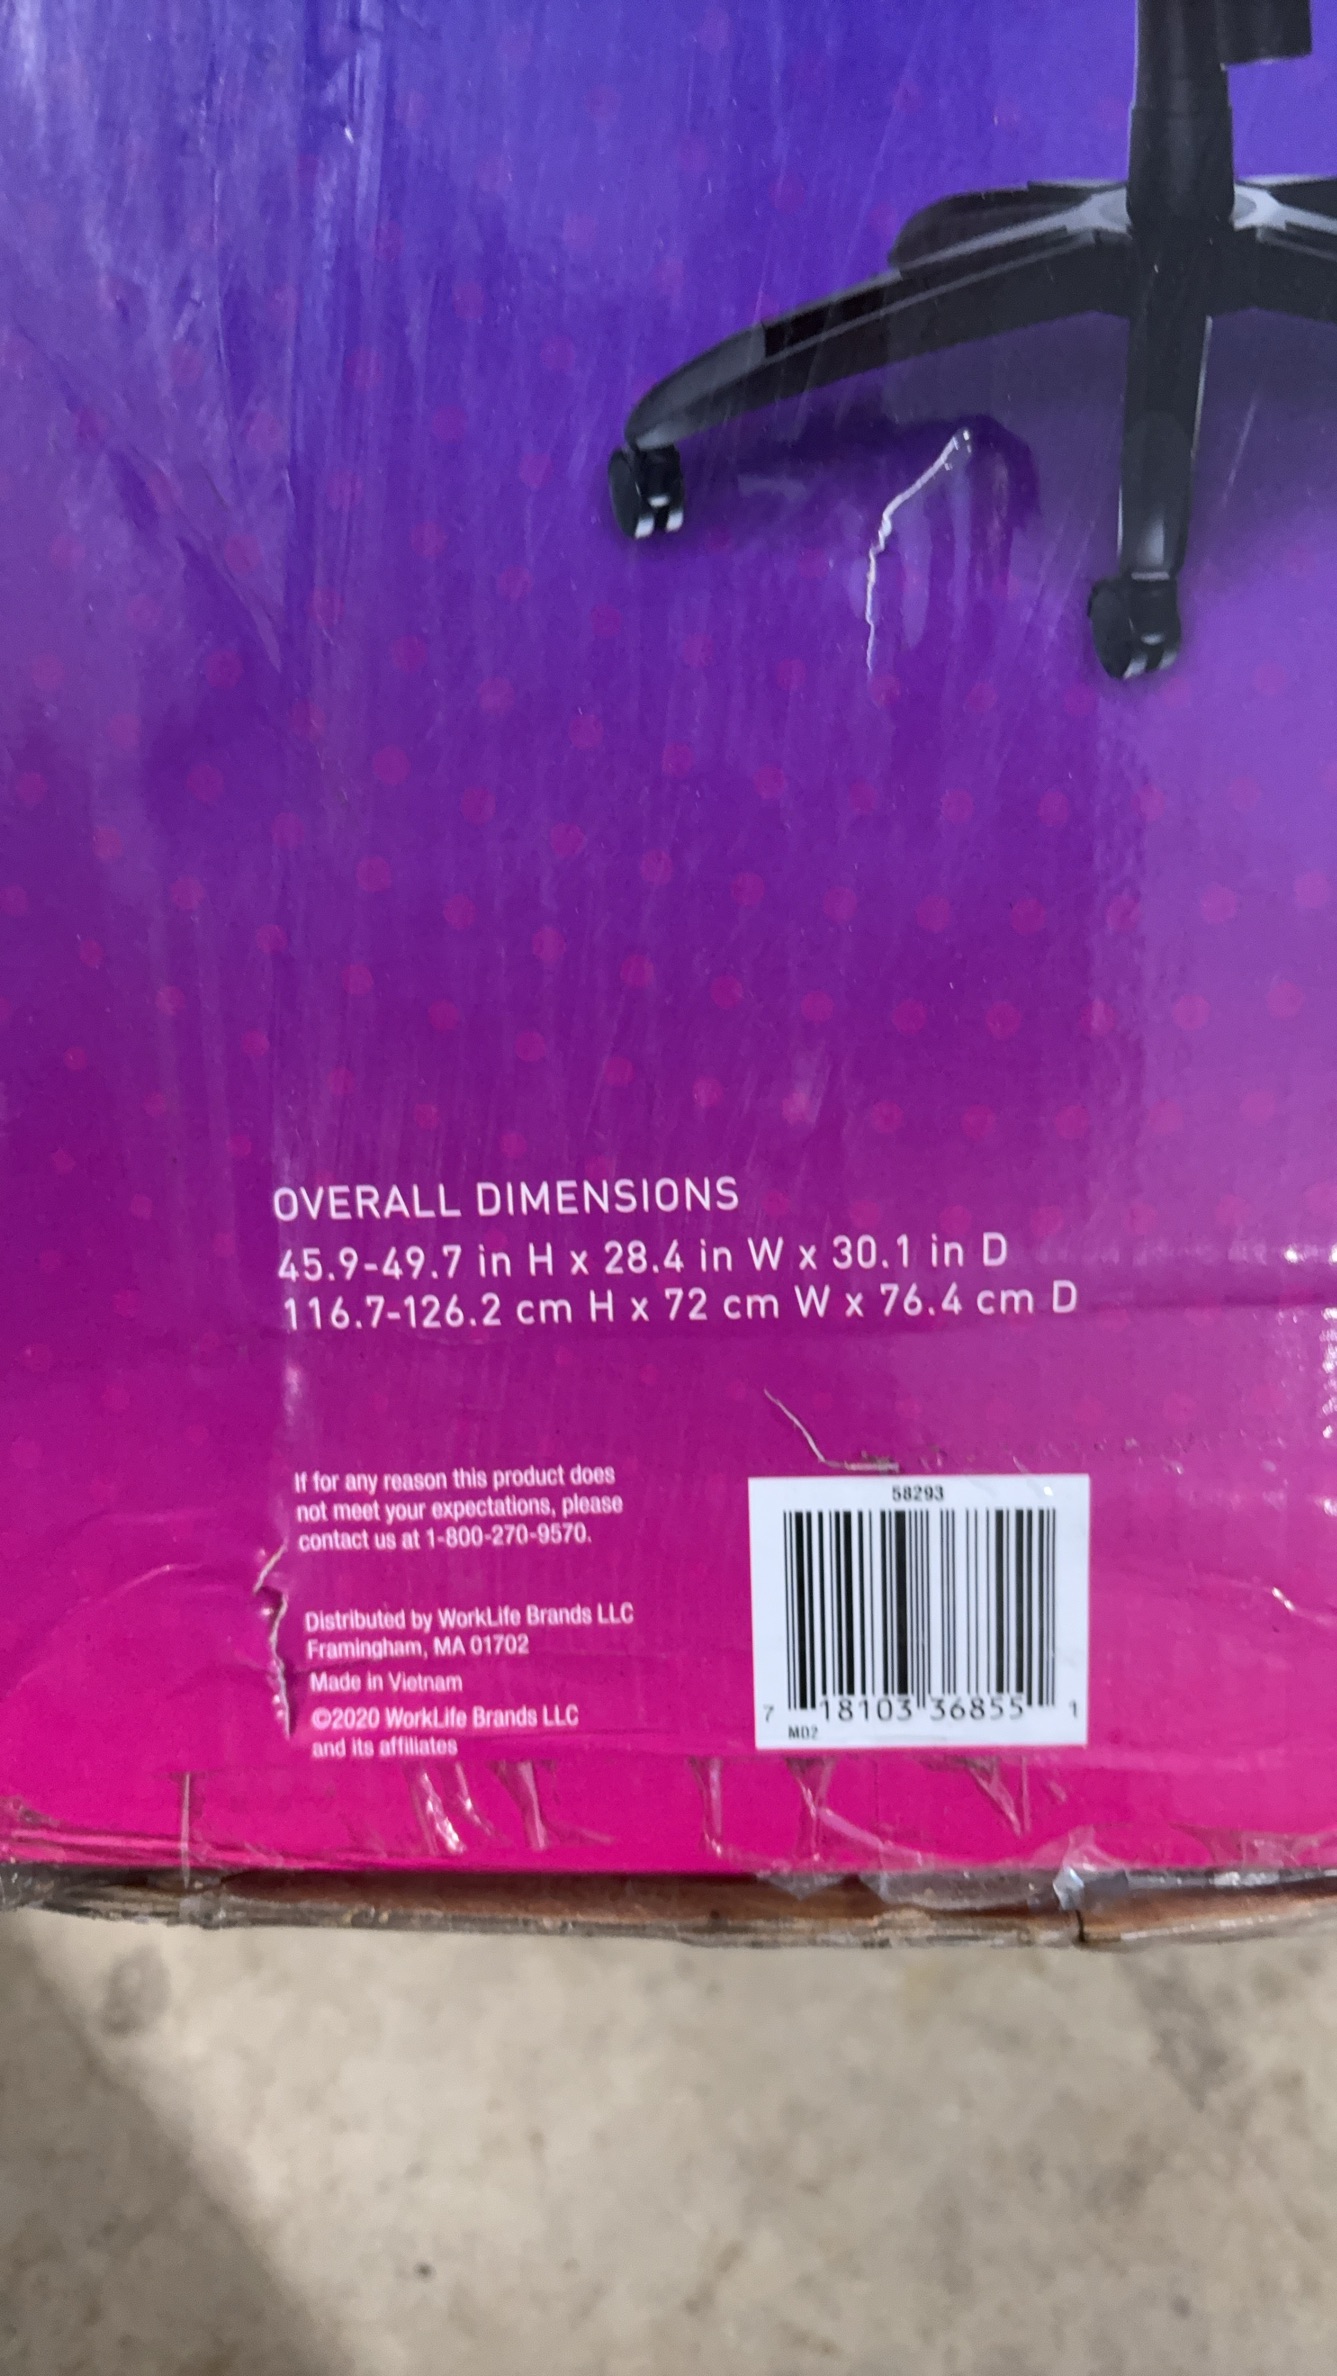 OVERALL DIMENSIONS
45.9-49.7 in H x 28.4 in W x 30.1 in D
116.7-126.2 cm H x 72 cm W x 76.4 cm D
If for any reason this product does
not meet your expectations, please
contact us at 1-800-270-9570.
Distributed by WorkLife Brands LLC
Framingham, MA 01702
Made in Vietnam
©2020 WorkLife Brands LLC
and its affiliates
58293
7 18103 36855 1
MD2